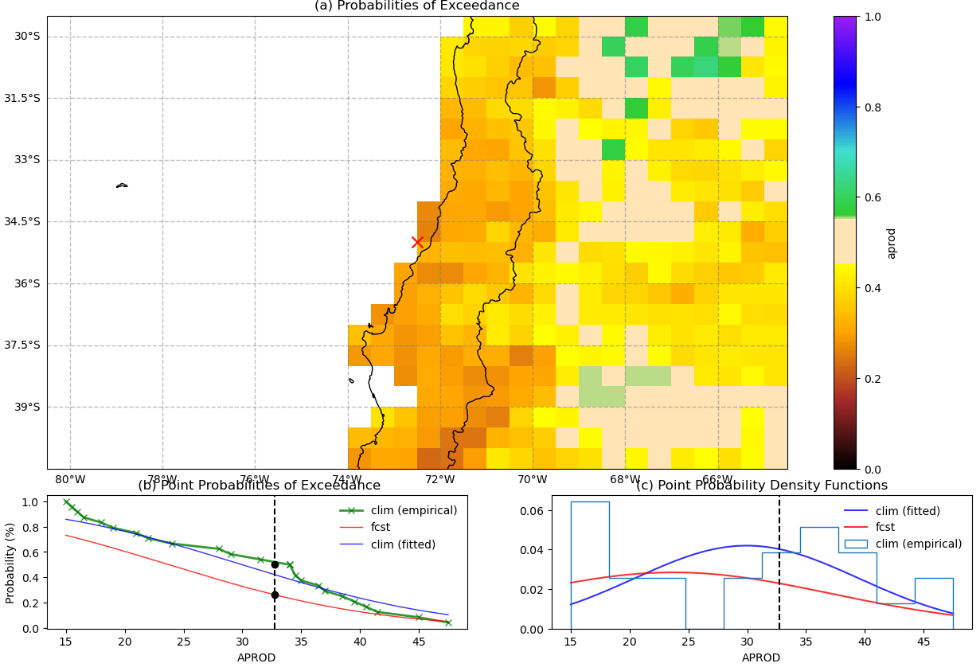 (a) Probabilities of Exceedance
30°S
31.5°S
33°S
34.5°S
36°S
37.5°S
39°S
80°W 78°W 76°W 74°W 72°W 70°W 68°W 66°W
1.0
0.8
0.6
0.4
0.2
0.0
aprod
(b) Point Probabilities of Exceedance
Probability (%)
1.0
0.8
0.6
0.4
0.2
0.0
clim (empirical)
fcst
clim (fitted)
15 20 25 30 35 40 45
APROD
(c) Point Probability Density Functions
0.06
0.04
0.02
0.00
clim (fitted)
fcst
clim (empirical)
15 20 25 30 35 40 45
APROD